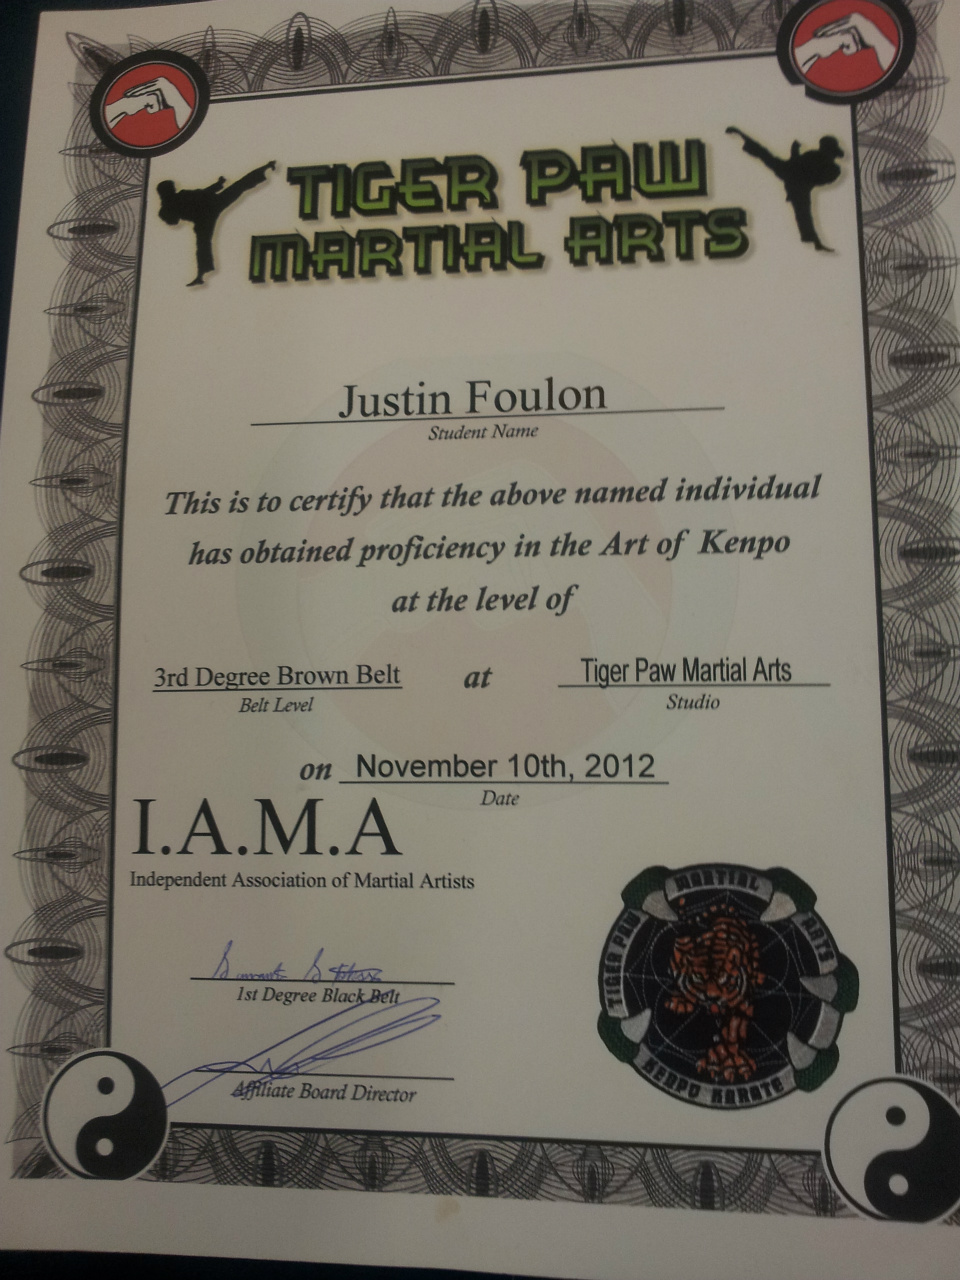 TIGER PAW
MARTIAL ARTS
Justin Foulon
Student Name
This is to certify that the above named individual
has obtained proficiency in the Art of Kenpo
at the level of
3rd Degree Brown Belt at Tiger Paw Martial Arts
Belt Level Studio
on November 10th, 2012
Date
I.A.M.A
Independent Association of Martial Artists
1st Degree Black Belt
Affiliate Board Director
MARTIAL
TIGER PAW
ARTS
KENPO KARATE